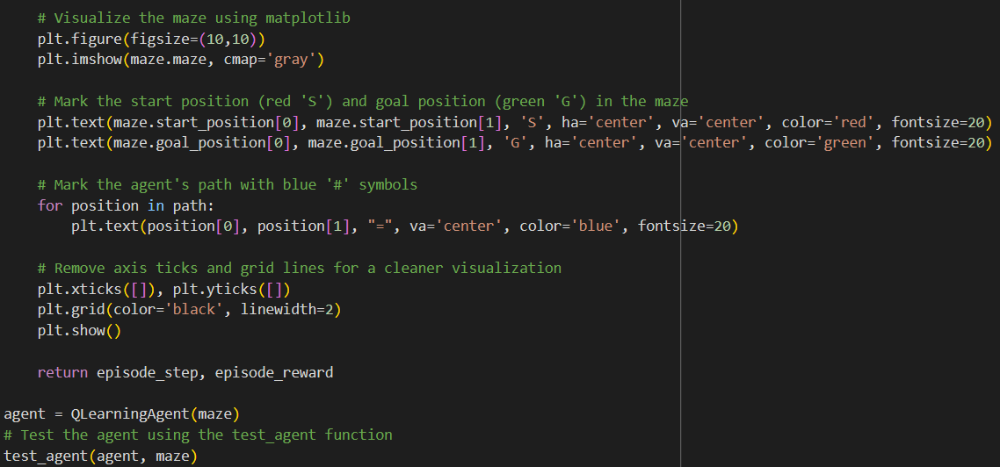 # Visualize the maze using matplotlib
plt.figure(figsize=(10,10))
plt.imshow(maze.maze, cmap='gray')
# Mark the start position (red 'S') and goal position (green 'G') in the maze
plt.text(maze.start_position[0], maze.start_position[1], 'S', ha='center', va='center', color='red', fontsize=20)
plt.text(maze.goal_position[0], maze.goal_position[1], 'G', ha='center', va='center', color='green', fontsize=20)
# Mark the agent's path with blue '#' symbols
for position in path:
plt.text(position[0], position[1], "=", va='center', color='blue', fontsize=20)
# Remove axis ticks and grid lines for a cleaner visualization
plt.xticks([]), plt.yticks([])
plt.grid(color='black', linewidth=2)
plt.show()
return episode_step, episode_reward
agent = QLearningAgent(maze)
# Test the agent using the test_agent function
test_agent(agent, maze)